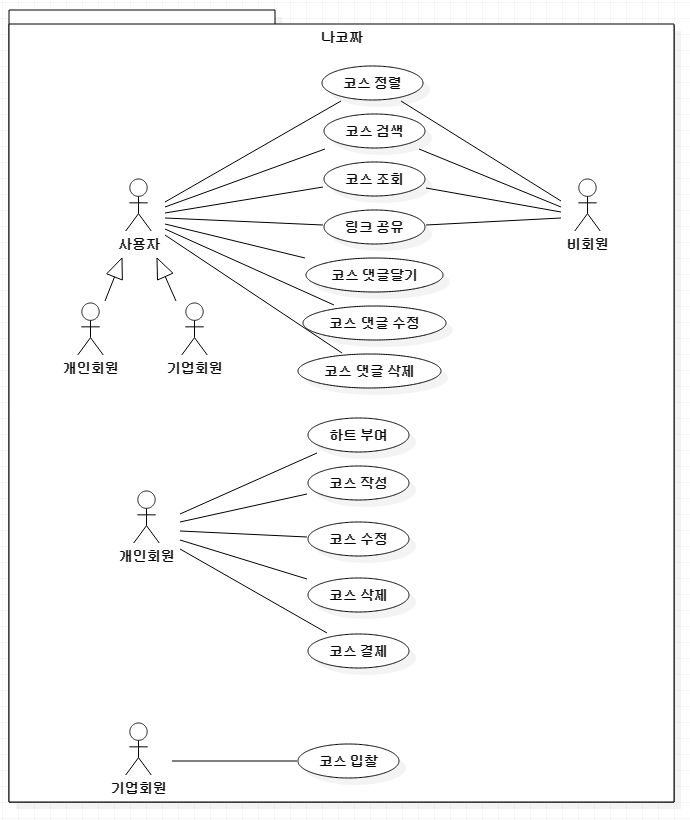 나코짜
코스 정렬
코스 검색
코스 조회
링크 공유
사용자
비회원
코스 댓글달기
코스 댓글 수정
개인회원
기업회원
코스 댓글 삭제
하트 부여
코스 작성
개인회원
코스 수정
코스 삭제
코스 결제
기업회원
코스 입찰